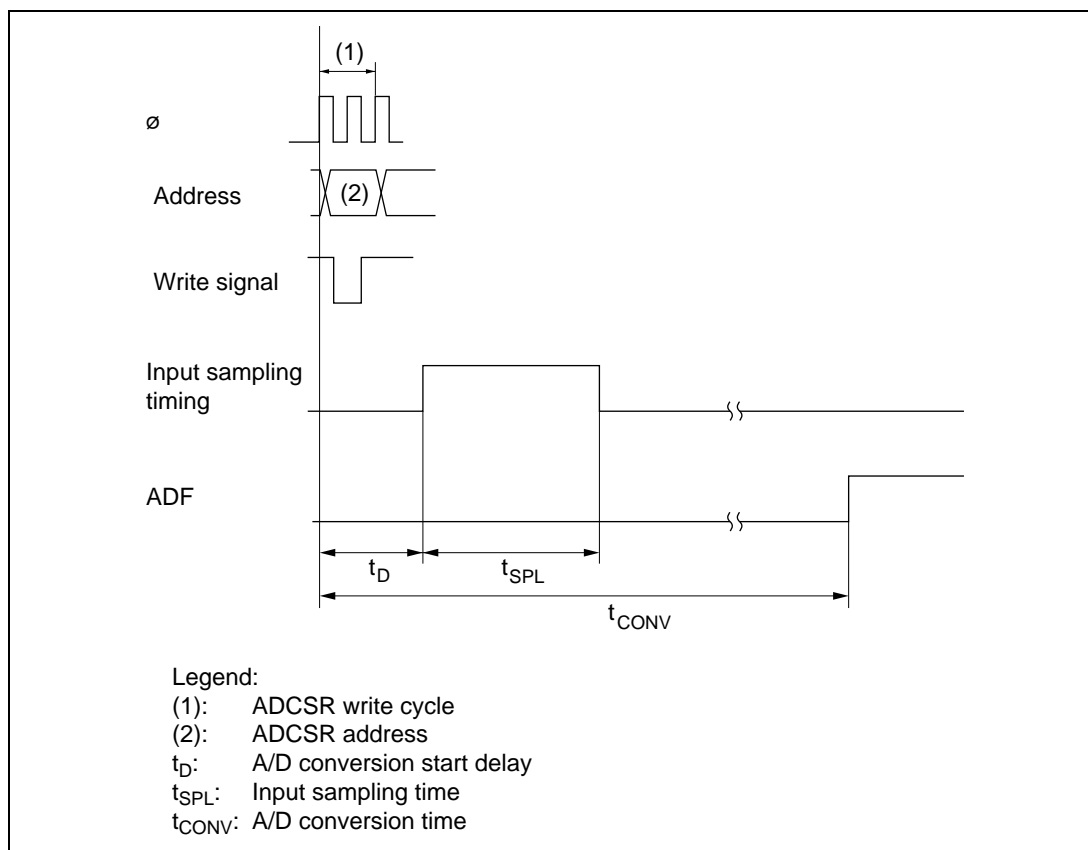 (1)
ø
Address
(2)
Write signal
Input sampling
timing
ADF
tD
tSPL
tCONV
Legend:
(1): ADCSR write cycle
(2): ADCSR address
tD: A/D conversion start delay
tSPL: Input sampling time
tCONV: A/D conversion time